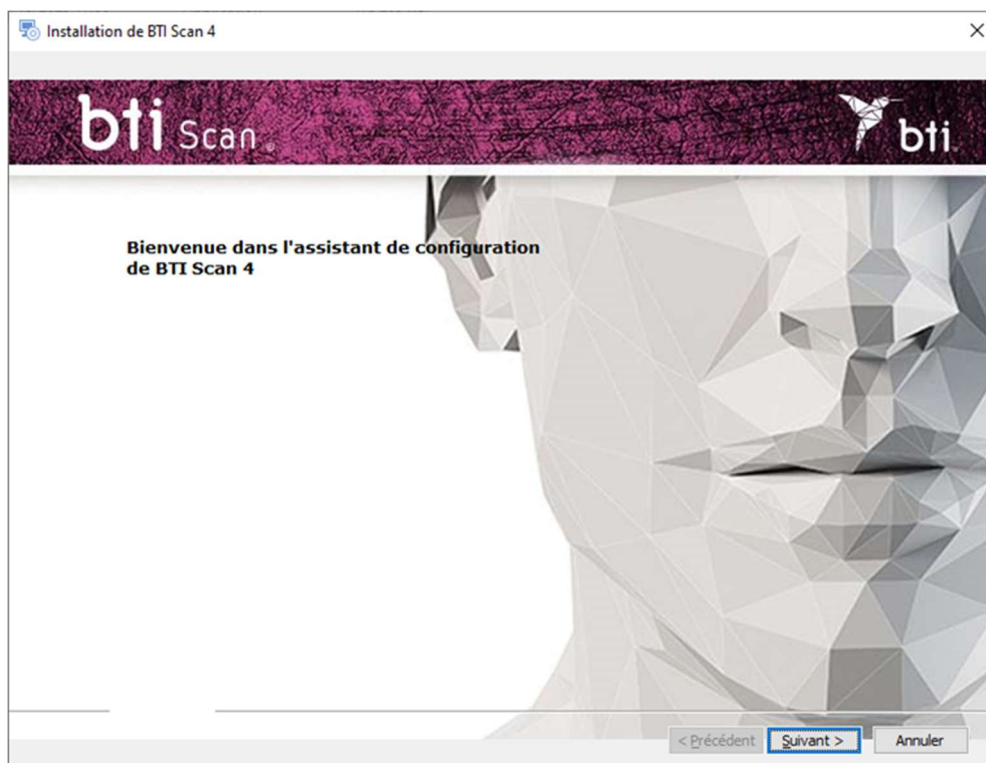 Installation de BTI Scan 4
bti Scan®
bti
Bienvenue dans l'assistant de configuration
de BTI Scan 4
< Précédent
Suivant >
Annuler